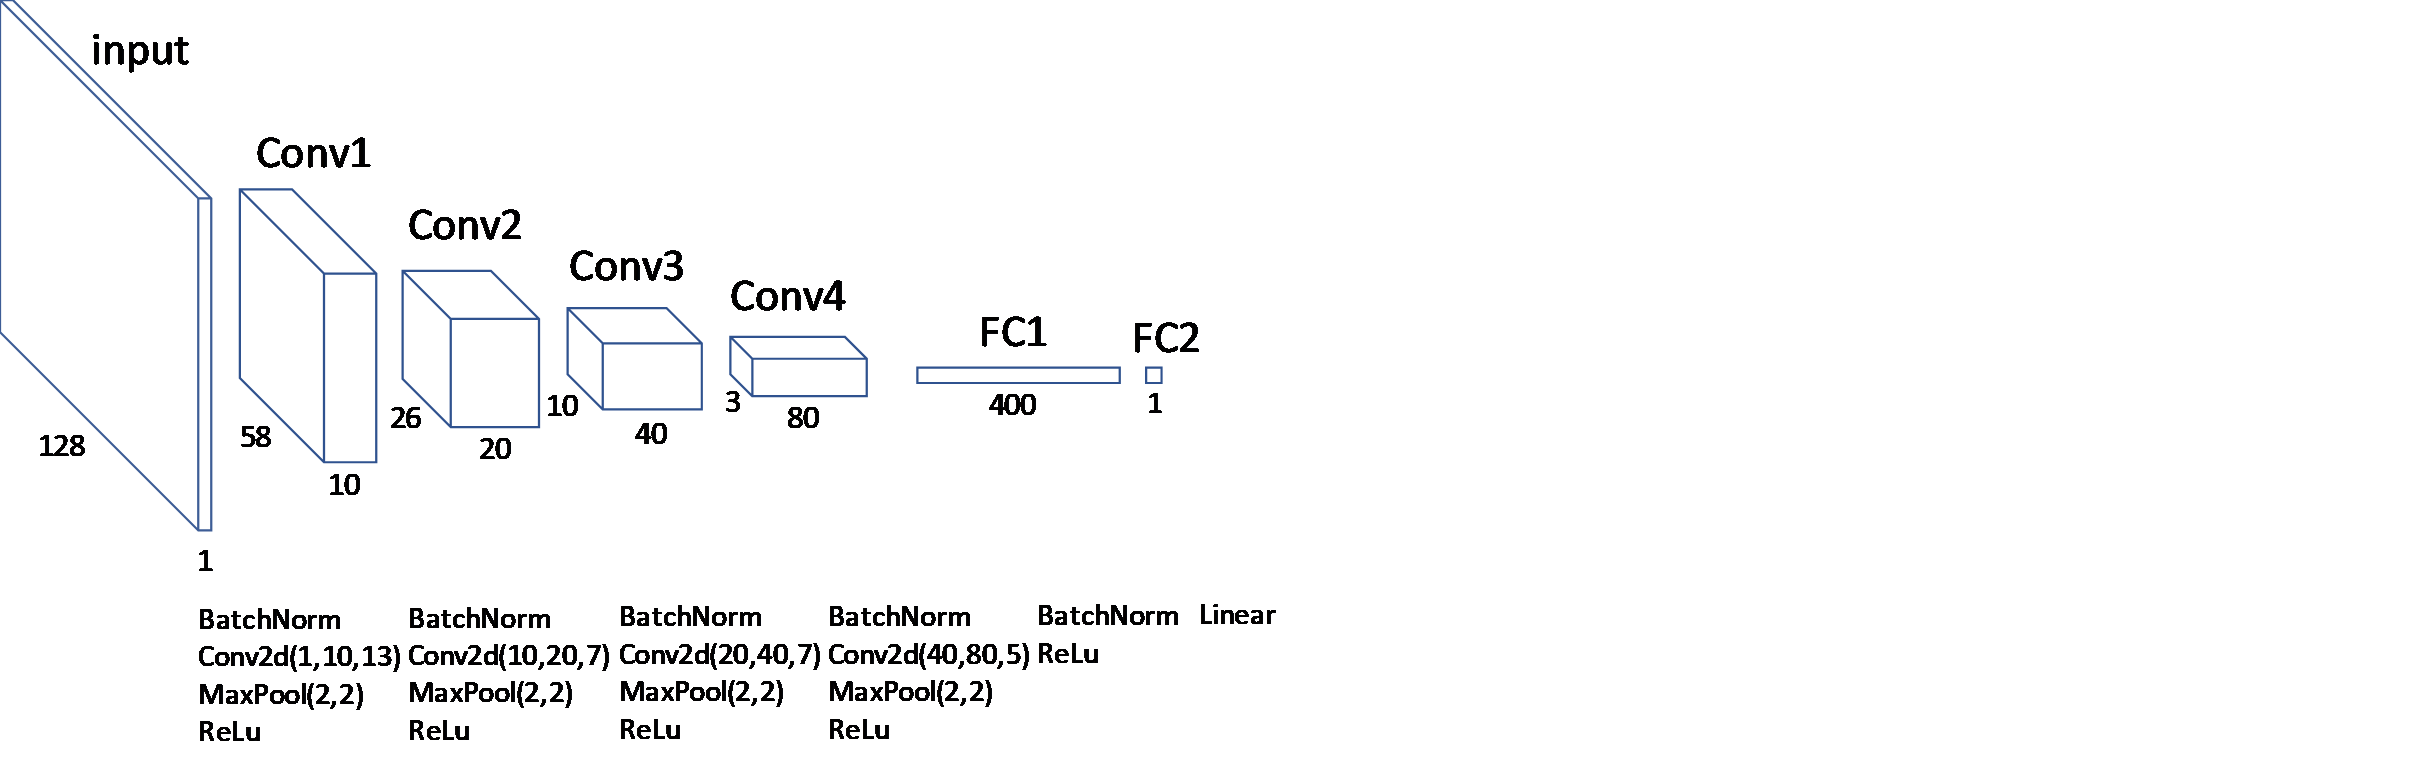 input
Conv1
Conv2
Conv3
Conv4
FC1
FC2
128
1
58
10
26
20
10
40
3
80
400
1
BatchNorm
Conv2d(1,10,13)
MaxPool(2,2)
ReLu
BatchNorm
Conv2d(10,20,7)
MaxPool(2,2)
ReLu
BatchNorm
Conv2d(20,40,7)
MaxPool(2,2)
ReLu
BatchNorm
Conv2d(40,80,5)
MaxPool(2,2)
ReLu
BatchNorm
ReLu
Linear